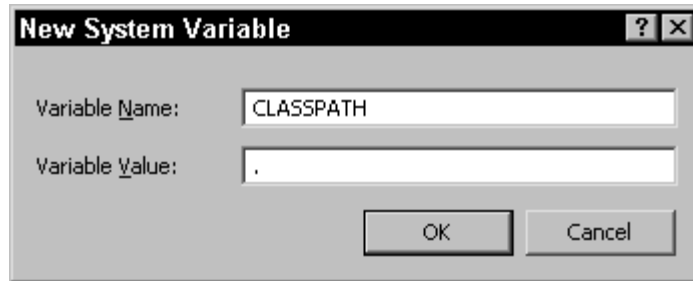 New System Variable ? X
Variable Name: CLASSPATH
Variable Value: .
OK Cancel